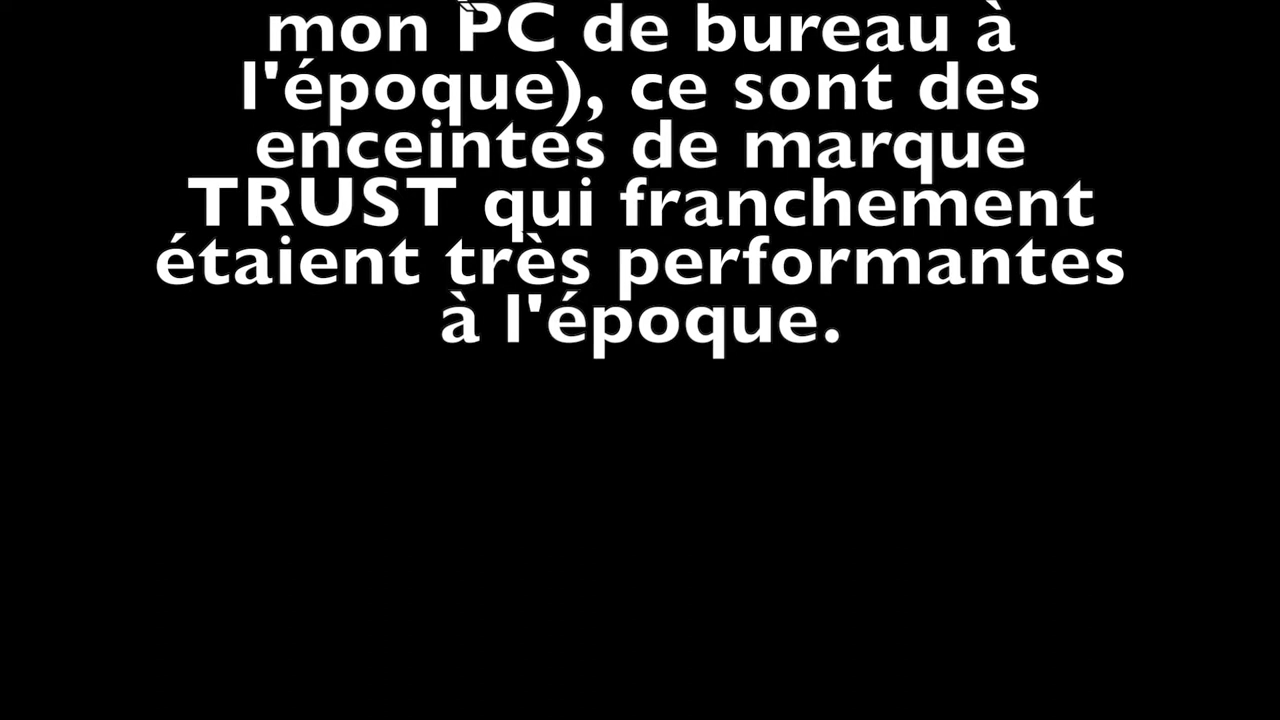 mon PC de bureau à
l'époque), ce sont des
enceintes de marque
TRUST qui franchement
étaient très performantes
à l'époque.